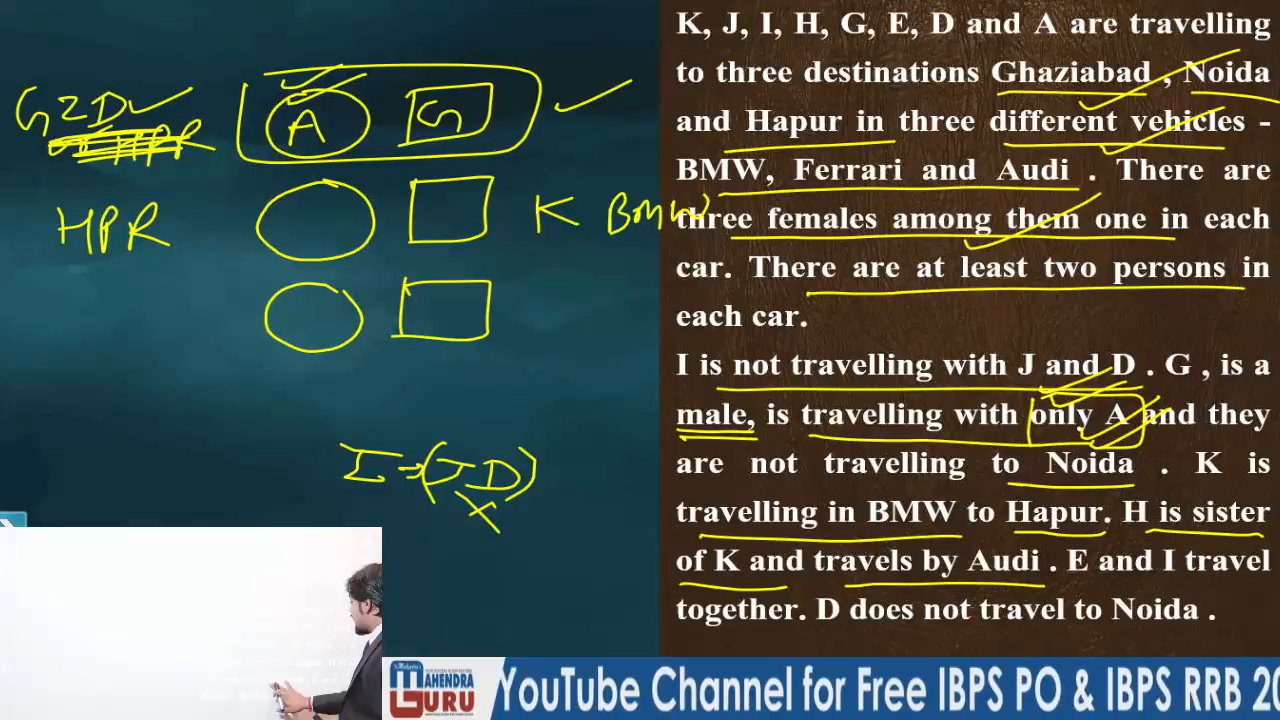 K, J, I, H, G, E, D and A are travelling
to three destinations Ghaziabad , Noida
and Hapur in three different vehicles -
BMW, Ferrari and Audi . There are
three females among them one in each
car. There are at least two persons in
each car.
I is not travelling with J and D . G , is a
male, is travelling with only A and they
are not travelling to Noida . K is
travelling in BMW to Hapur. H is sister
of K and travels by Audi . E and I travel
together. D does not travel to Noida .
GZD A G
HPR
HPR K BMW
I → (J D)
X
MAHENDRA
GURU
YouTube Channel for Free IBPS PO & IBPS RRB 20